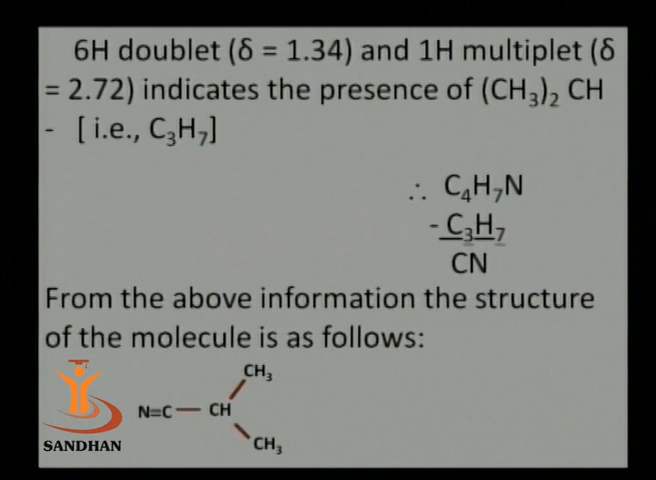 6H doublet (δ = 1.34) and 1H multiplet (δ
= 2.72) indicates the presence of (CH₃)₂ CH
- [ i.e., C₃H₇]
∴ C₄H₇N
- C₃H₇
CN
From the above information the structure
of the molecule is as follows:
CH₃
N≡C — CH
CH₃
SANDHAN